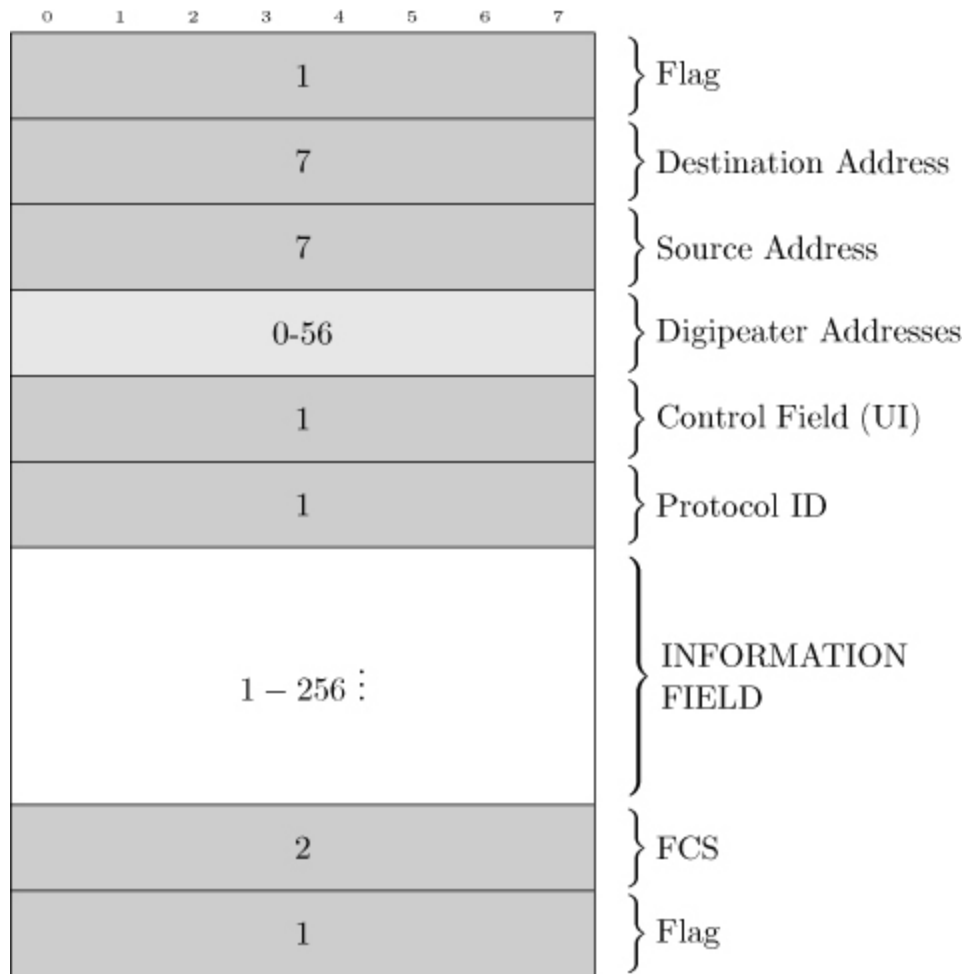 0 1 2 3 4 5 6 7
1 Flag
7 Destination Address
7 Source Address
0-56 Digipeater Addresses
1 Control Field (UI)
1 Protocol ID
1 – 256 ⋮ INFORMATION
FIELD
2 FCS
1 Flag